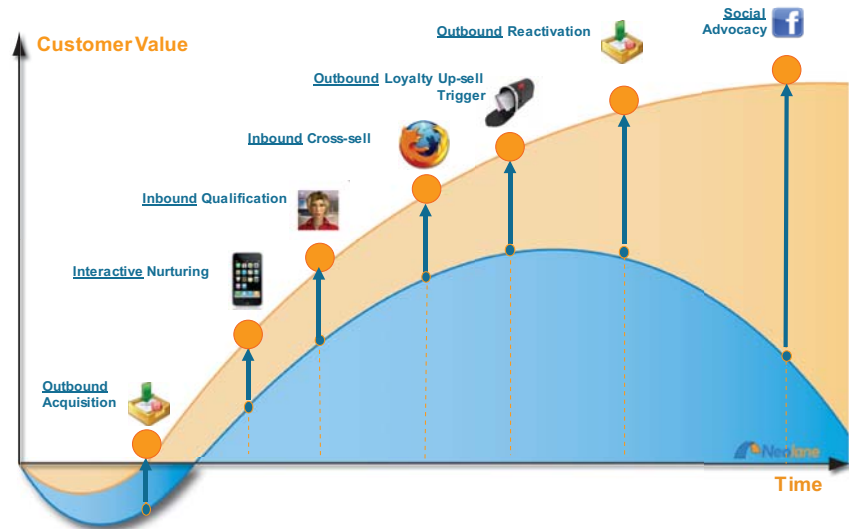 Customer Value
Social
Advocacy
Outbound Reactivation
Outbound Loyalty Up-sell
Trigger
Inbound Cross-sell
Inbound Qualification
Interactive Nurturing
Outbound
Acquisition
Neolane
Time